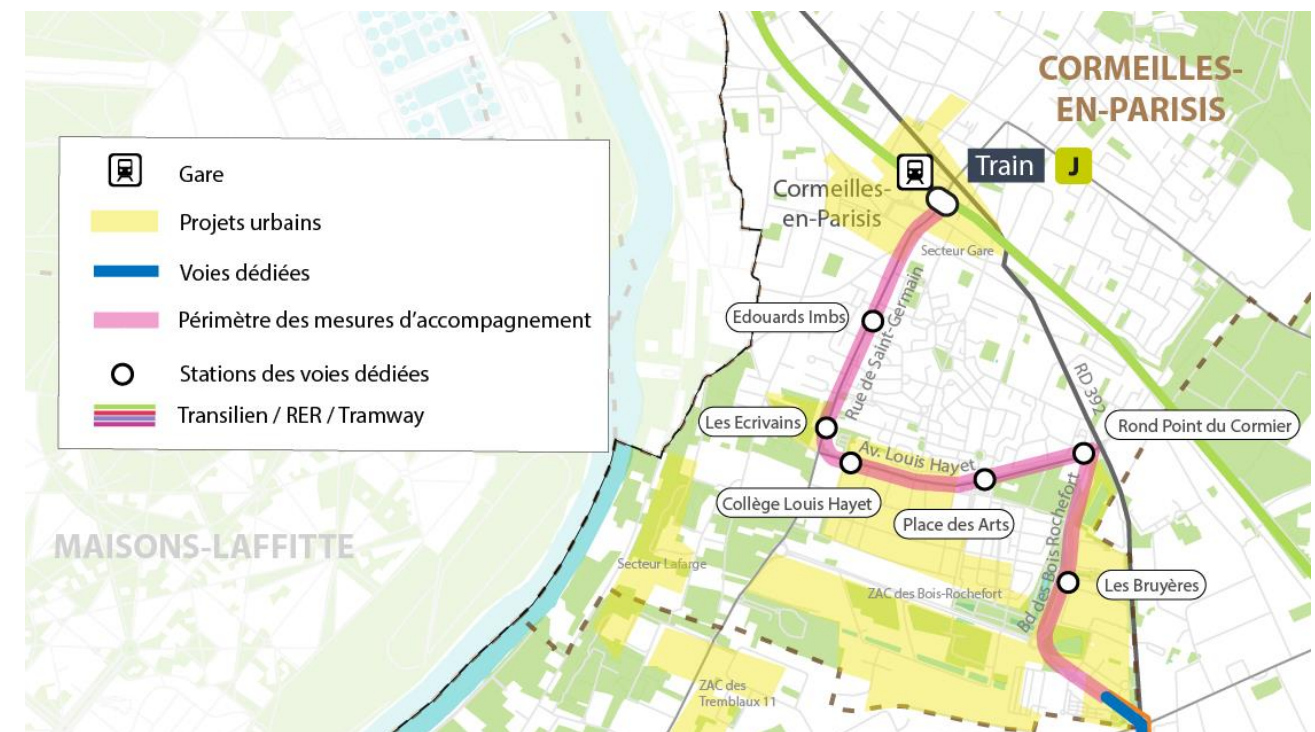 CORMEILLES-
EN-PARISIS
Train J
Cormeilles-
en-Parisis
Secteur Gare
Gare
Projets urbains
Voies dédiées
Périmètre des mesures d'accompagnement
Stations des voies dédiées
Transilien / RER / Tramway
Edouards Imbs
Rue de Saint-Germain
RD 392
Les Ecrivains
Rond Point du Cormier
Av. Louis Hayet
Collège Louis Hayet
Place des Arts
Bd des Bois Rochefort
MAISONS-LAFFITTE
Secteur Lafarge
ZAC des Bois-Rochefort
Les Bruyères
ZAC des
Tremblaux 11